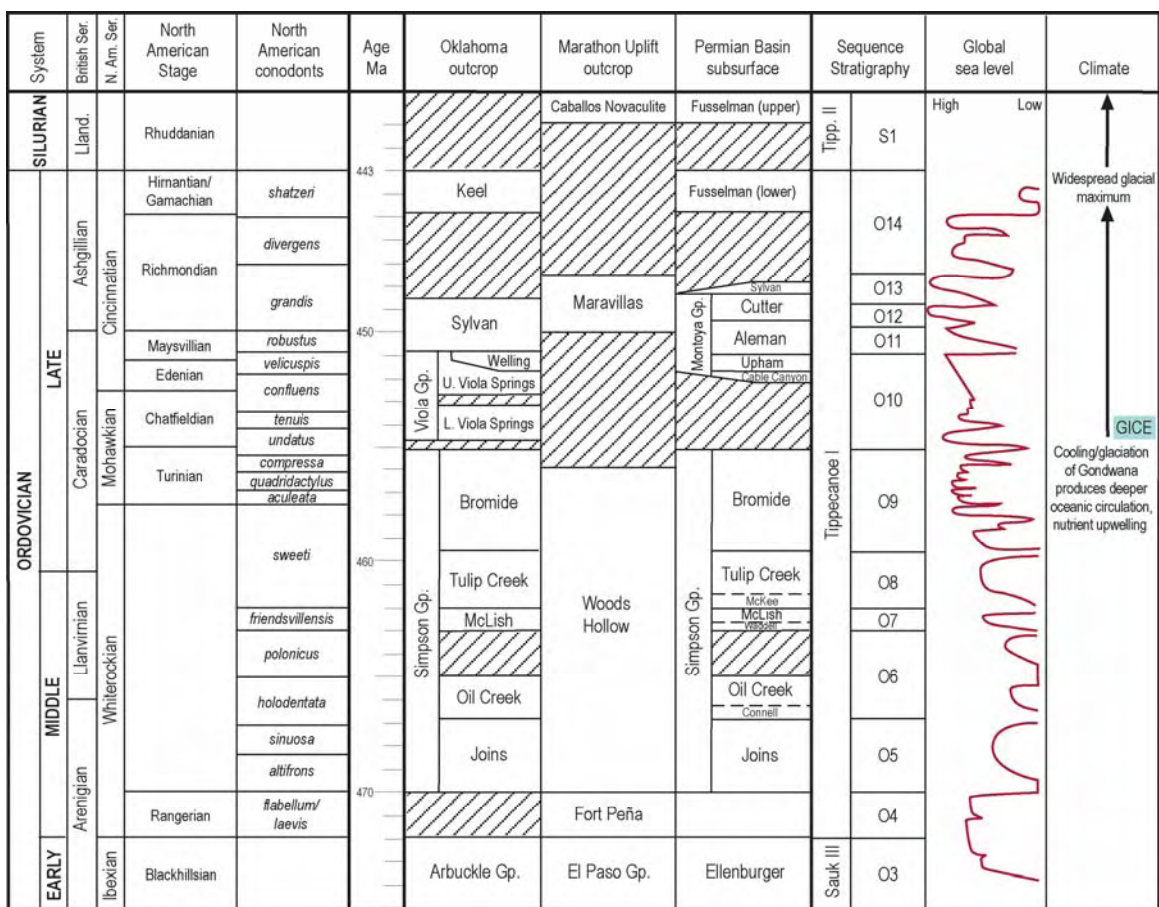 System
British Ser.
N. Am. Ser.
North
American
Stage
North
American
conodonts
Age
Ma
Oklahoma
outcrop
Marathon Uplift
outcrop
Permian Basin
subsurface
Sequence
Stratigraphy
Global
sea level
Climate
High
Low
SILURIAN
Lland.
Rhuddanian
Caballos Novaculite
Fusselman (upper)
Tipp. II
S1
443
ORDOVICIAN
LATE
MIDDLE
EARLY
Ashgillian
Caradocian
Llanvirnian
Arenigian
Cincinnatian
Mohawkian
Whiterockian
Ibexian
Hirnantian/
Gamachian
Richmondian
Maysvillian
Edenian
Chatfieldian
Turinian
Rangerian
Blackhillsian
shatzeri
divergens
grandis
robustus
velicuspis
confluens
tenuis
undatus
compressa
quadridactylus
aculeata
sweeti
friendsvillensis
polonicus
holodentata
sinuosa
altifrons
flabellum/
laevis
450
460
470
Keel
Sylvan
Viola Gp.
Welling
U. Viola Springs
L. Viola Springs
Simpson Gp.
Bromide
Tulip Creek
McLish
Oil Creek
Joins
Arbuckle Gp.
Maravillas
Woods
Hollow
Fort Peña
El Paso Gp.
Fusselman (lower)
Sylvan
Montoya Gp.
Cutter
Aleman
Upham
Cable Canyon
Simpson Gp.
Bromide
Tulip Creek
McKee
McLish
Waddell
Oil Creek
Connell
Joins
Ellenburger
Tippecanoe I
Sauk III
O14
O13
O12
O11
O10
O9
O8
O7
O6
O5
O4
O3
Widespread glacial
maximum
GICE
Cooling/glaciation
of Gondwana
produces deeper
oceanic circulation,
nutrient upwelling